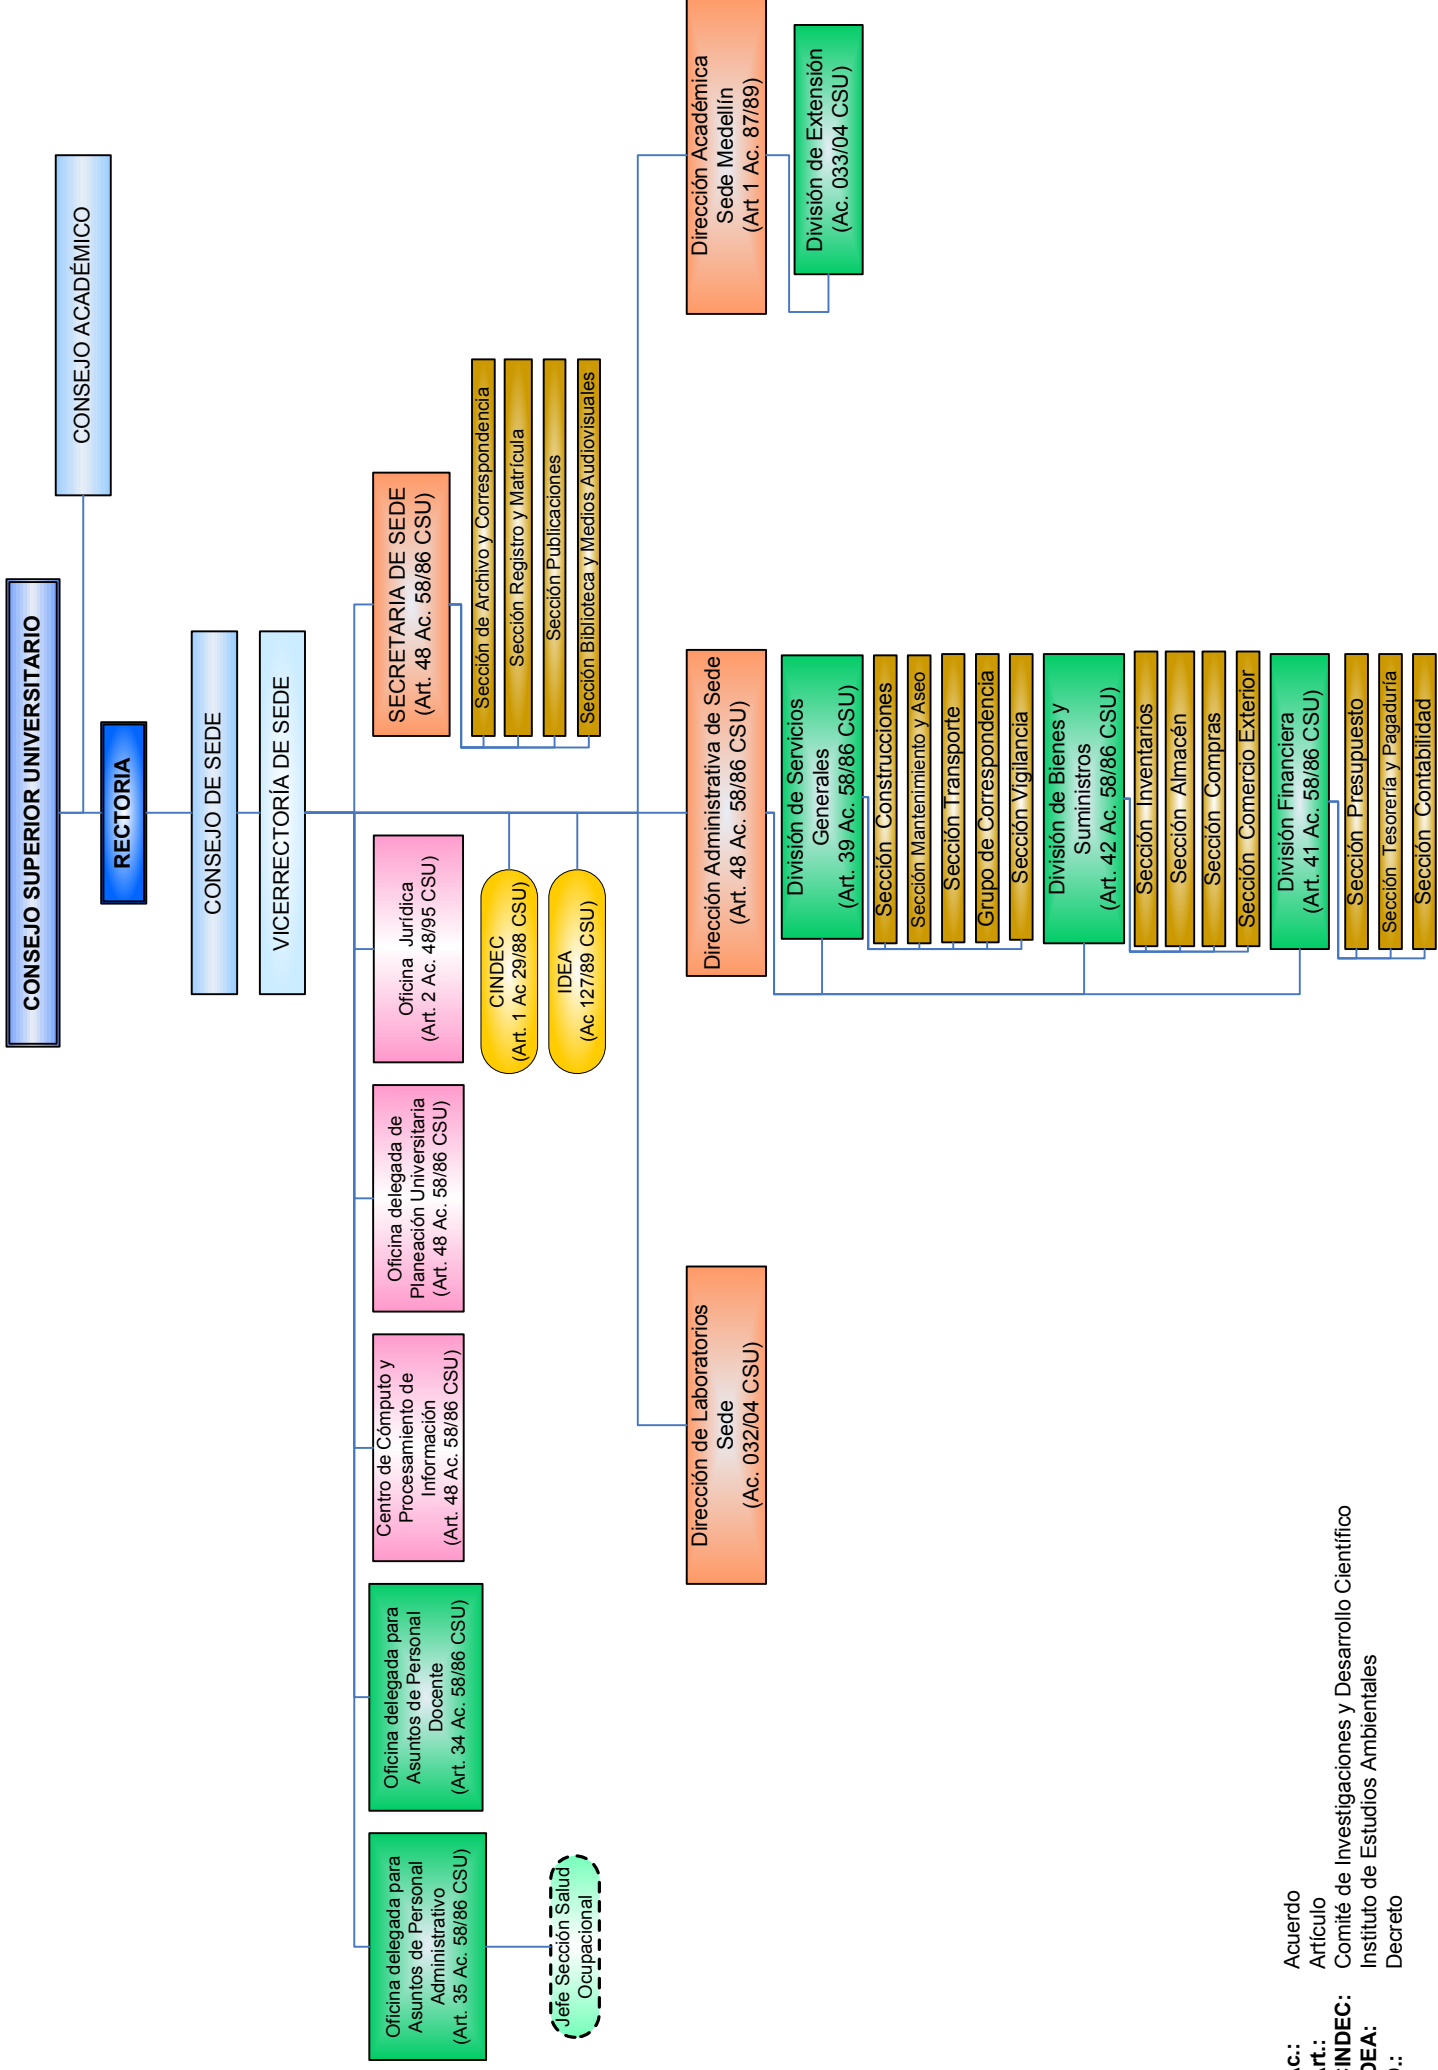 CONSEJO SUPERIOR UNIVERSITARIO
CONSEJO ACADÉMICO
RECTORIA
CONSEJO DE SEDE
VICERRECTORÍA DE SEDE
Oficina delegada para
Asuntos de Personal
Administrativo
(Art. 35 Ac. 58/86 CSU)
Jefe Sección Salud
Ocupacional
Oficina delegada para
Asuntos de Personal
Docente
(Art. 34 Ac. 58/86 CSU)
Centro de Cómputo y
Procesamiento de
Información
(Art. 48 Ac. 58/86 CSU)
Oficina delegada de
Planeación Universitaria
(Art. 48 Ac. 58/86 CSU)
Oficina Jurídica
(Art. 2 Ac. 48/95 CSU)
CINDEC
(Art. 1 Ac 29/88 CSU)
IDEA
(Ac 127/89 CSU)
SECRETARIA DE SEDE
(Art. 48 Ac. 58/86 CSU)
Sección de Archivo y Correspondencia
Sección Registro y Matrícula
Sección Publicaciones
Sección Biblioteca y Medios Audiovisuales
Dirección de Laboratorios
Sede
(Ac. 032/04 CSU)
Dirección Administrativa de Sede
(Art. 48 Ac. 58/86 CSU)
División de Servicios
Generales
(Art. 39 Ac. 58/86 CSU)
Sección Construcciones
Sección Mantenimiento y Aseo
Sección Transporte
Grupo de Correspondencia
Sección Vigilancia
División de Bienes y
Suministros
(Art. 42 Ac. 58/86 CSU)
Sección Inventarios
Sección Almacén
Sección Compras
Sección Comercio Exterior
División Financiera
(Art. 41 Ac. 58/86 CSU)
Sección Presupuesto
Sección Tesorería y Pagaduría
Sección Contabilidad
Dirección Académica
Sede Medellín
(Art 1 Ac. 87/89)
División de Extensión
(Ac. 033/04 CSU)
c.: Acuerdo
rt.: Artículo
INDEC: Comité de Investigaciones y Desarrollo Científico
DEA: Instituto de Estudios Ambientales
.: Decreto